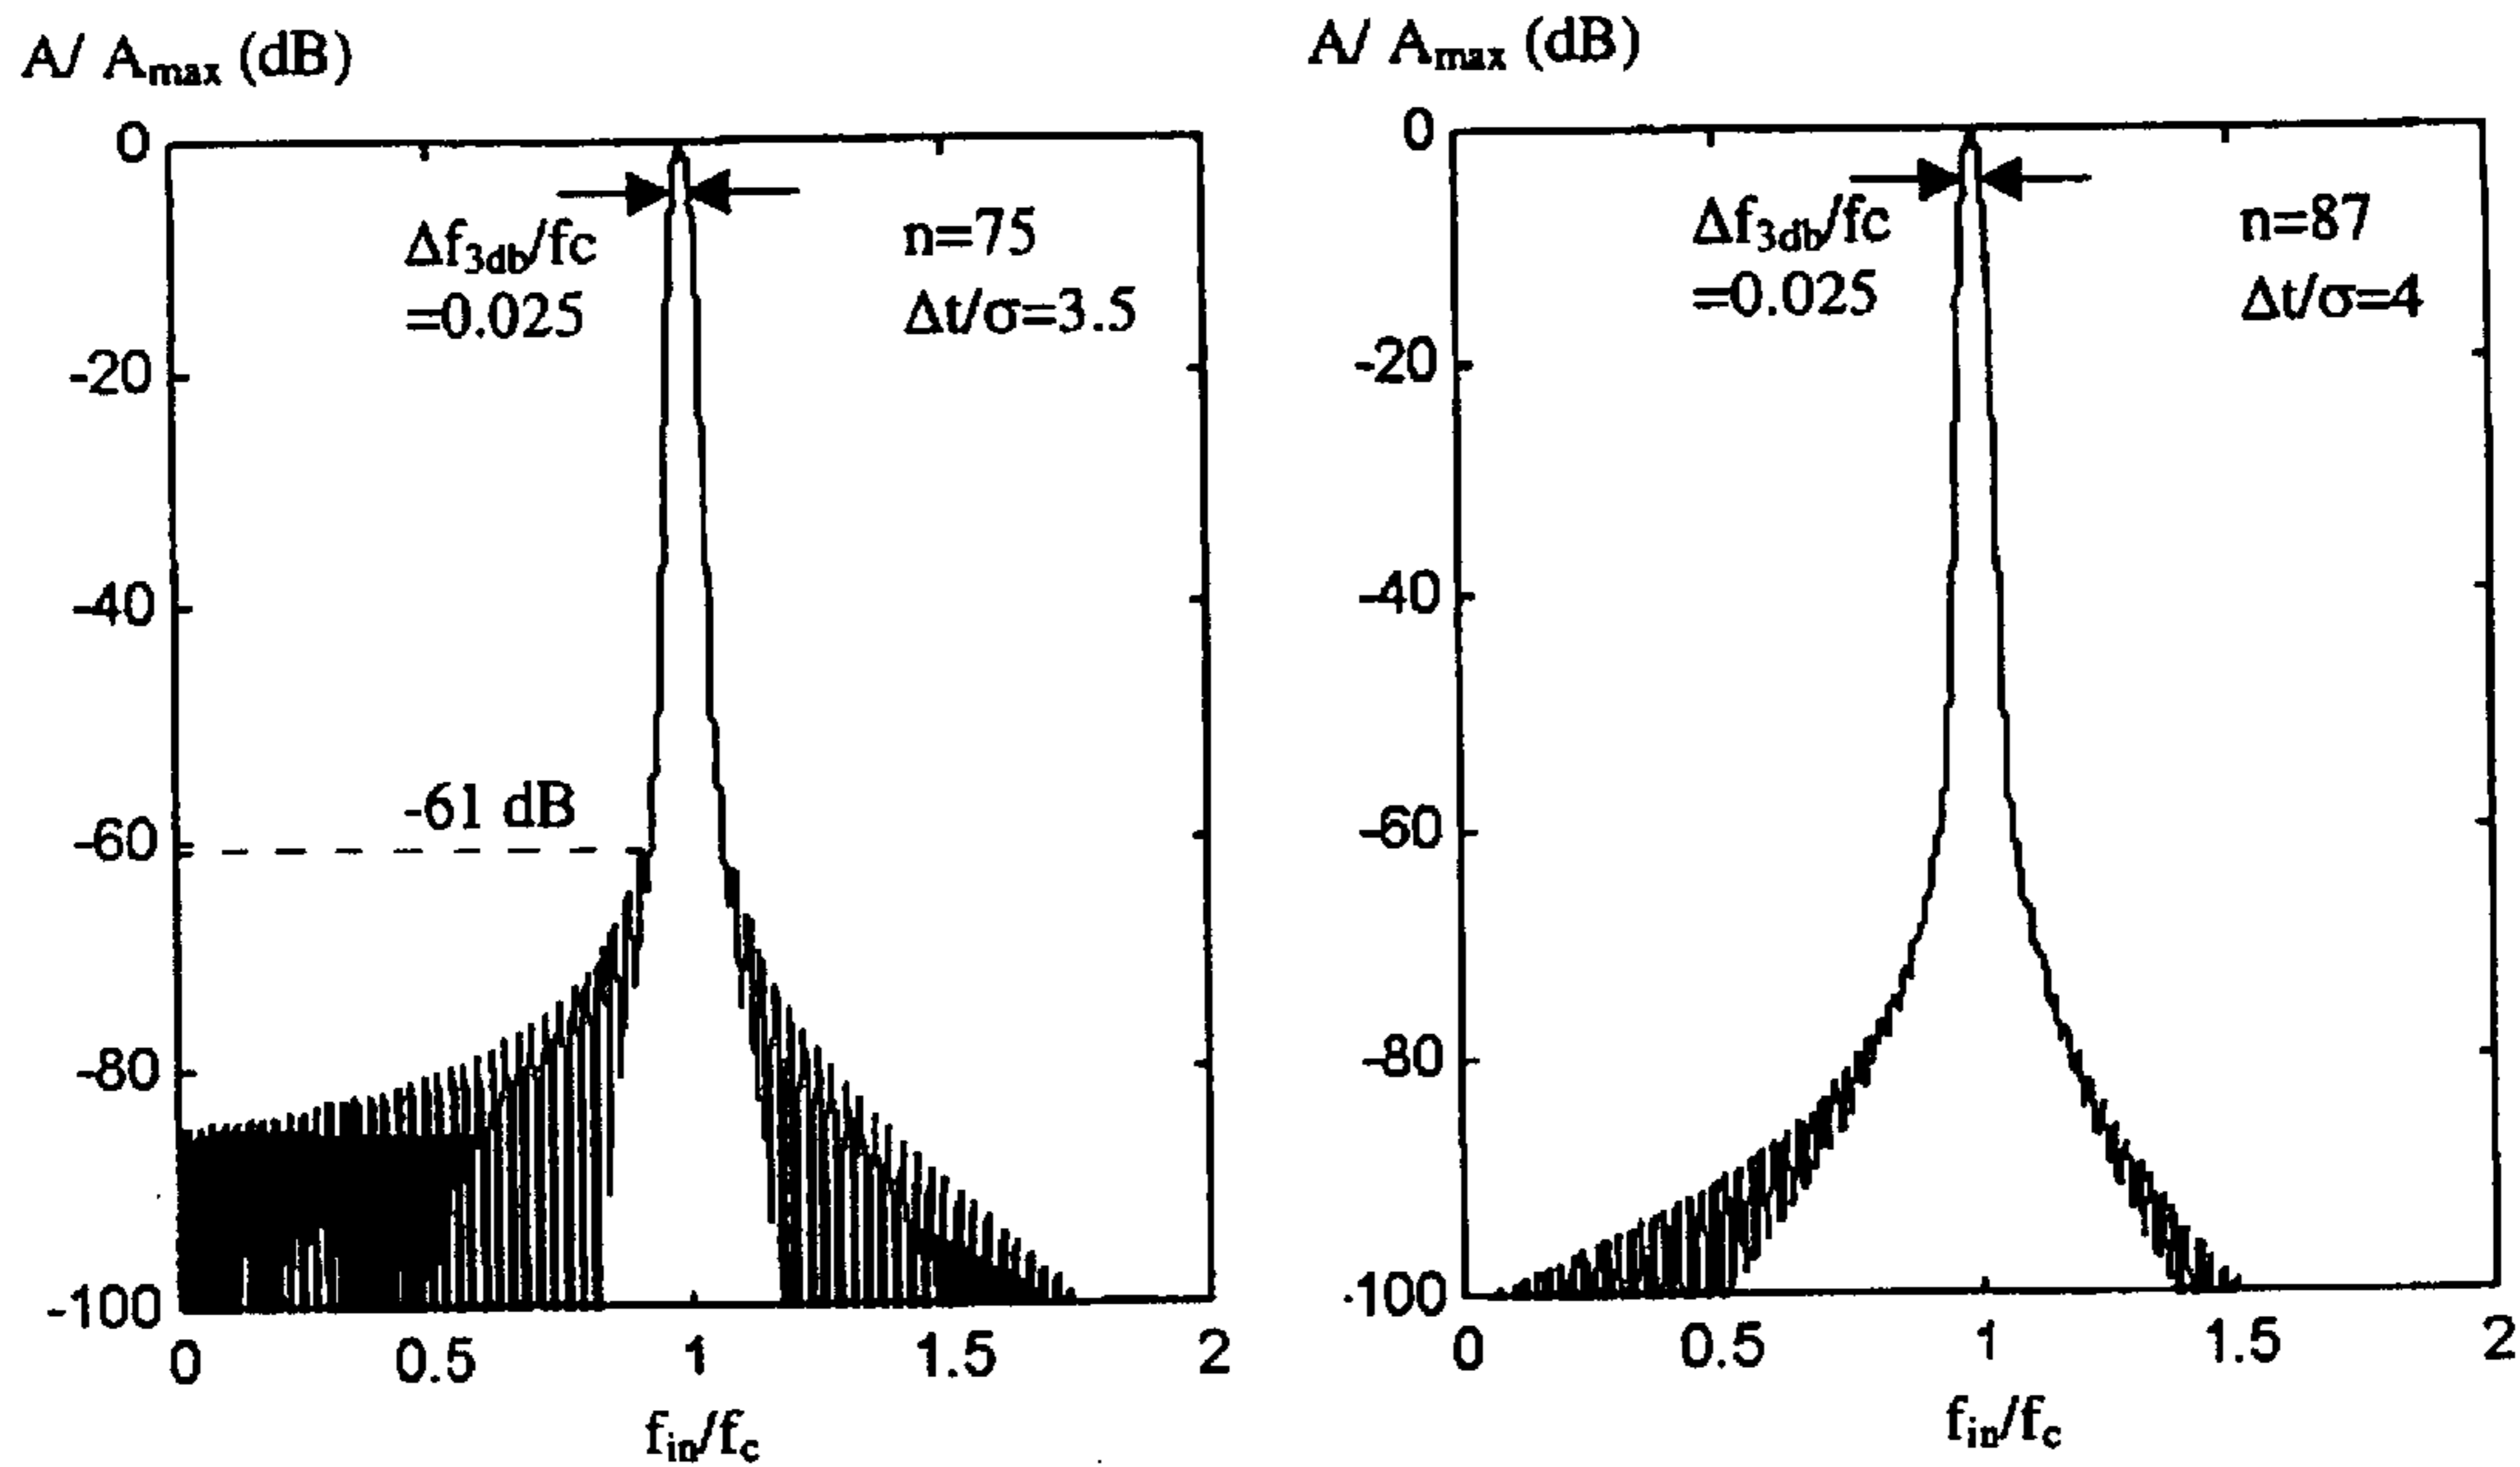 A/ Amax (dB)
0
-20
-40
-60
-80
-100
Δf3db/fc
=0.025
n=75
Δt/σ=3.5
-61 dB
0 0.5 1 1.5 2
fin/fc
A/ Amax (dB)
0
-20
-40
-60
-80
-100
Δf3db/fc
=0.025
n=87
Δt/σ=4
0 0.5 1 1.5 2
fin/fc